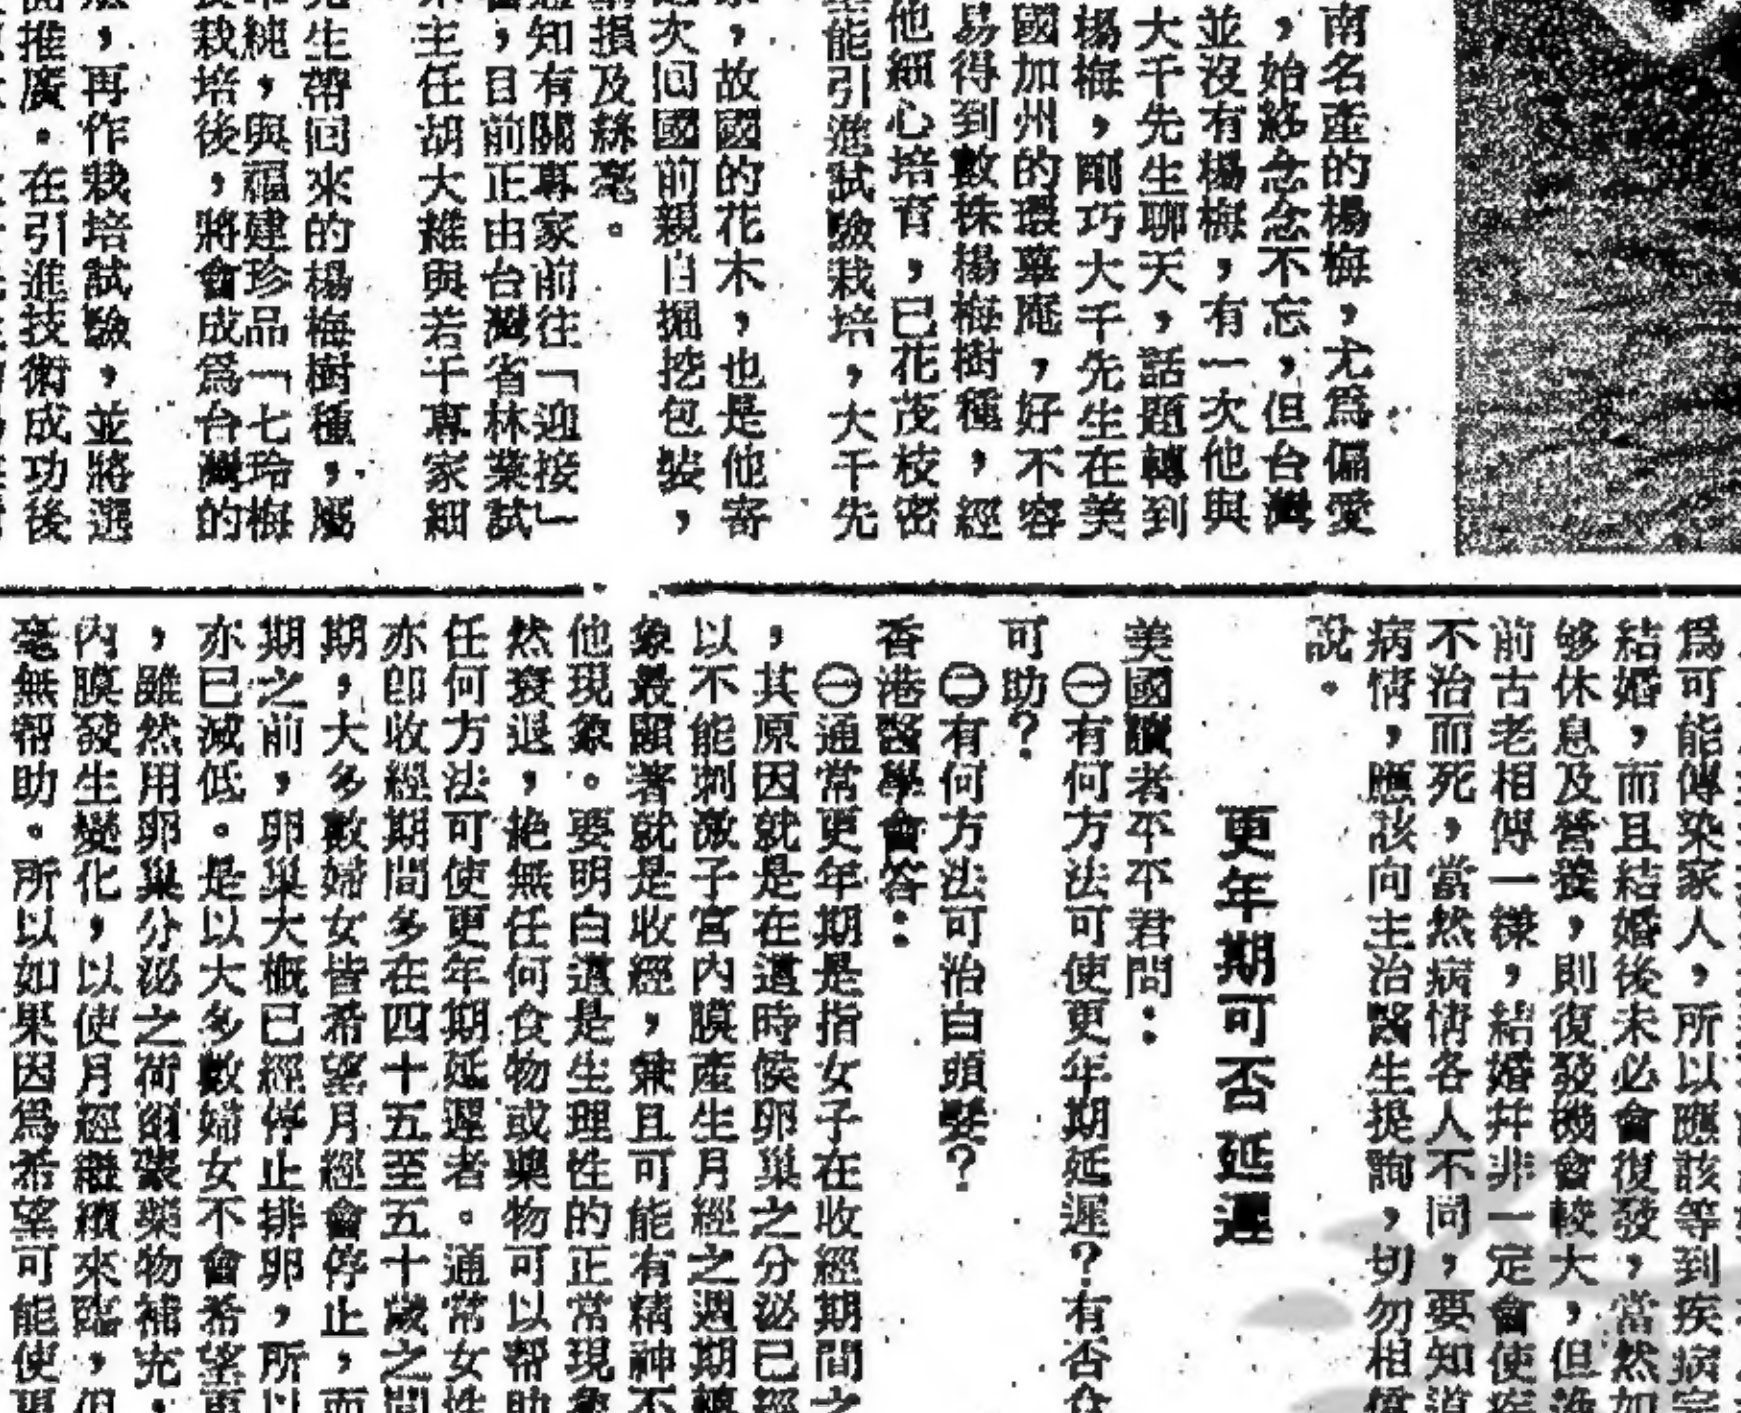 南名產的楊梅，尤爲偏愛
，始終念念不忘，但台灣
並沒有楊梅，有一次他與
大千先生聊天，話題轉到
楊梅，剛巧大千先生在美
國加州的環蓽庵，好不容
易得到數株楊梅樹種，經
他細心培育，已花茂枝密
能引進試驗栽培，大千先
，故國的花木，也是他寄
次回國前親自掘挖包裝，
損及絲毫。
知有關專家前往「迎接」
，目前正由台灣省林業試
主任胡大維與若干專家細
生帶回來的楊梅樹種，屬
純，與福建珍品「七玲梅
栽培後，將會成爲台灣的
，再作栽培試驗，並將選
推廣。在引進技術成功後
爲可能傳染家人，所以應該等到疾病完
結婚，而且結婚後未必會復發，當然如
够休息及營養，則復發機會較大，但
前古老相傳一樣，結婚幷非一定會使疾
不治而死，當然病情各人不同，要知道
病情，應該向主治醫生提詢，切勿相信
說。
更年期可否延遲
美國讀者不平君問：
㊀有何方法可使更年期延遲？有否食
可助？
㊁有何方法可治白頭髮？
香港醫學會答：
㊀通常更年期是指女子在收經期間之
，其原因就是在這時候卵巢之分泌已經
以不能刺激子宮內膜產生月經之週期轉
象最顯著就是收經，兼且可能有精神不
他現象。要明白這是生理性的正常現象
然衰退，絶無任何食物或藥物可以帮助
任何方法可使更年期延遲者。通常女性
亦卽收經期間多在四十五至五十歲之間
期，大多數婦女皆希望月經會停止，而
期之前，卵巢大概已經停止排卵，所以
亦已減低。是以大多數婦女不會希望更
，雖然用卵巢分泌之荷爾蒙藥物補充，
內膜發生變化，以使月經繼續來臨，但
毫無帮助。所以如果因爲希望可能使更